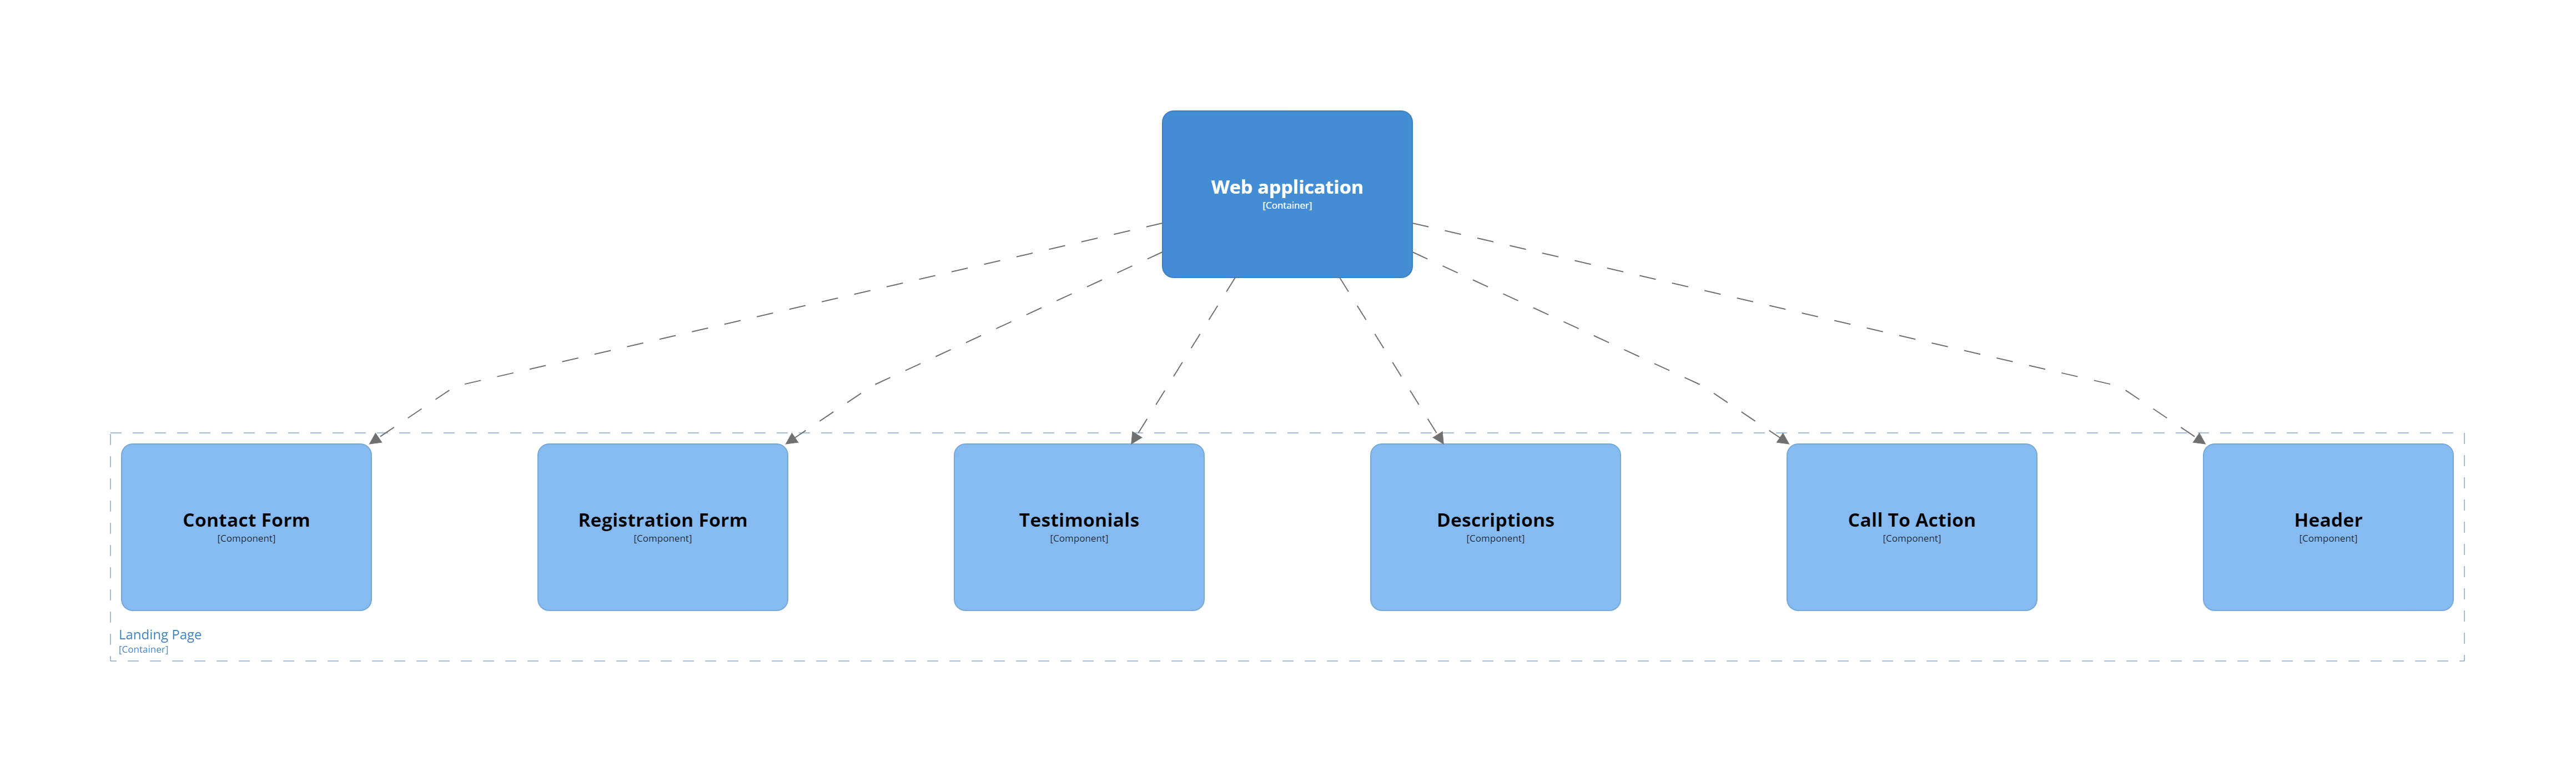 Web application
[Container]
Contact Form
[Component]
Registration Form
[Component]
Testimonials
[Component]
Descriptions
[Component]
Call To Action
[Component]
Header
[Component]
Landing Page
[Container]